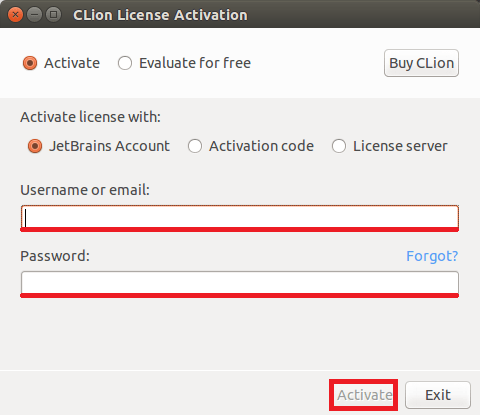 CLion License Activation
Activate Evaluate for free Buy CLion
Activate license with:
JetBrains Account Activation code License server
Username or email:
Password: Forgot?
Activate Exit